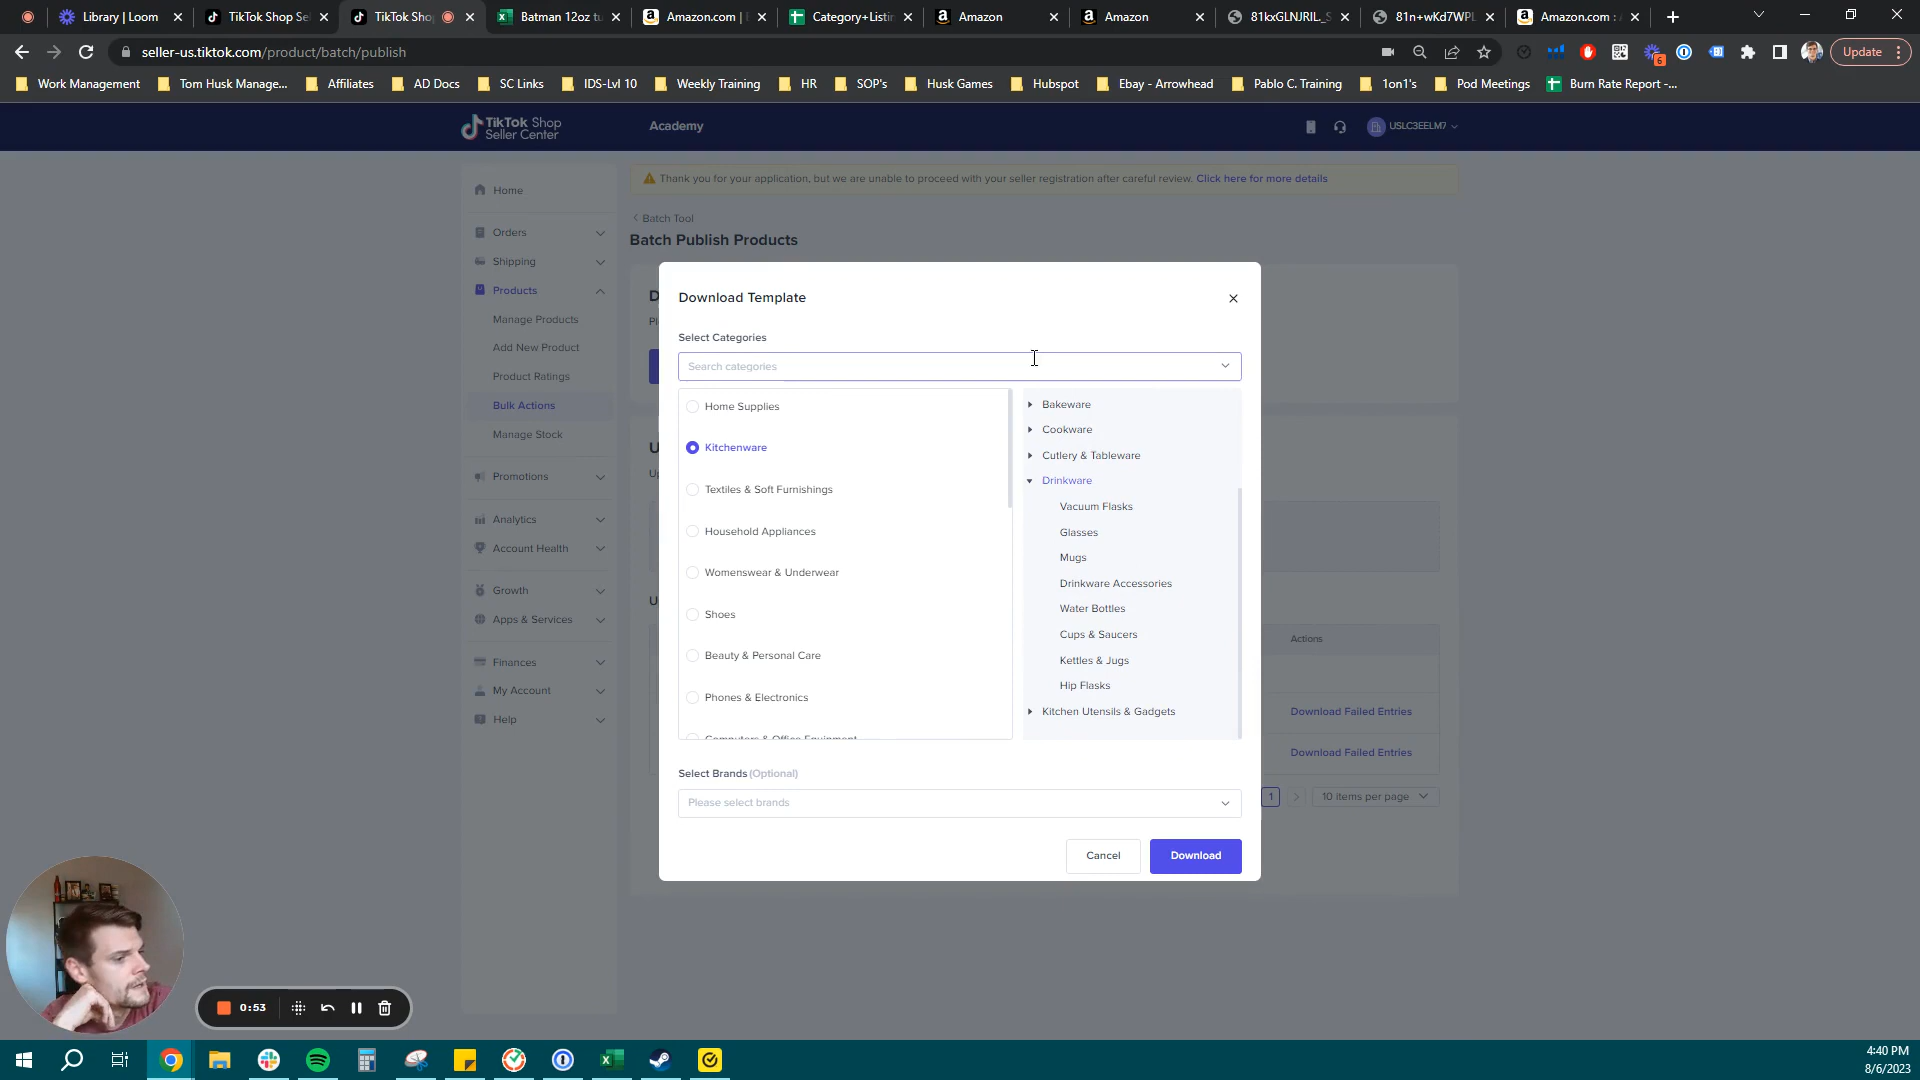 Library | Loom
TikTok Shop Se
TikTok Sho
Batman 12oz tu
Amazon.com |
Category+Listin
Amazon
Amazon
81kxGLNJRIL._S
81n+wKd7WPL
Amazon.com :
seller-us.tiktok.com/product/batch/publish
6
Update
Work Management
Tom Husk Manage...
Affiliates
AD Docs
SC Links
IDS-Lvl 10
Weekly Training
HR
SOP's
Husk Games
Hubspot
Ebay - Arrowhead
Pablo C. Training
1on1's
Pod Meetings
Burn Rate Report -...
TikTok Shop
Seller Center
Academy
USLC3EELM7
Home
Thank you for your application, but we are unable to proceed with your seller registration after careful review. Click here for more details
Batch Tool
Batch Publish Products
Orders
Shipping
Products
Manage Products
Add New Product
Product Ratings
Bulk Actions
Manage Stock
Promotions
Analytics
Account Health
Growth
Apps & Services
Finances
My Account
Help
Download Template
Select Categories
Search categories
Home Supplies
Kitchenware
Textiles & Soft Furnishings
Household Appliances
Womenswear & Underwear
Shoes
Beauty & Personal Care
Phones & Electronics
Computers & Office Equipment
Bakeware
Cookware
Cutlery & Tableware
Drinkware
Vacuum Flasks
Glasses
Mugs
Drinkware Accessories
Water Bottles
Cups & Saucers
Kettles & Jugs
Hip Flasks
Kitchen Utensils & Gadgets
Select Brands (Optional)
Please select brands
Cancel
Download
Actions
Download Failed Entries
Download Failed Entries
1
10 items per page
0:53
4:40 PM
8/6/2023